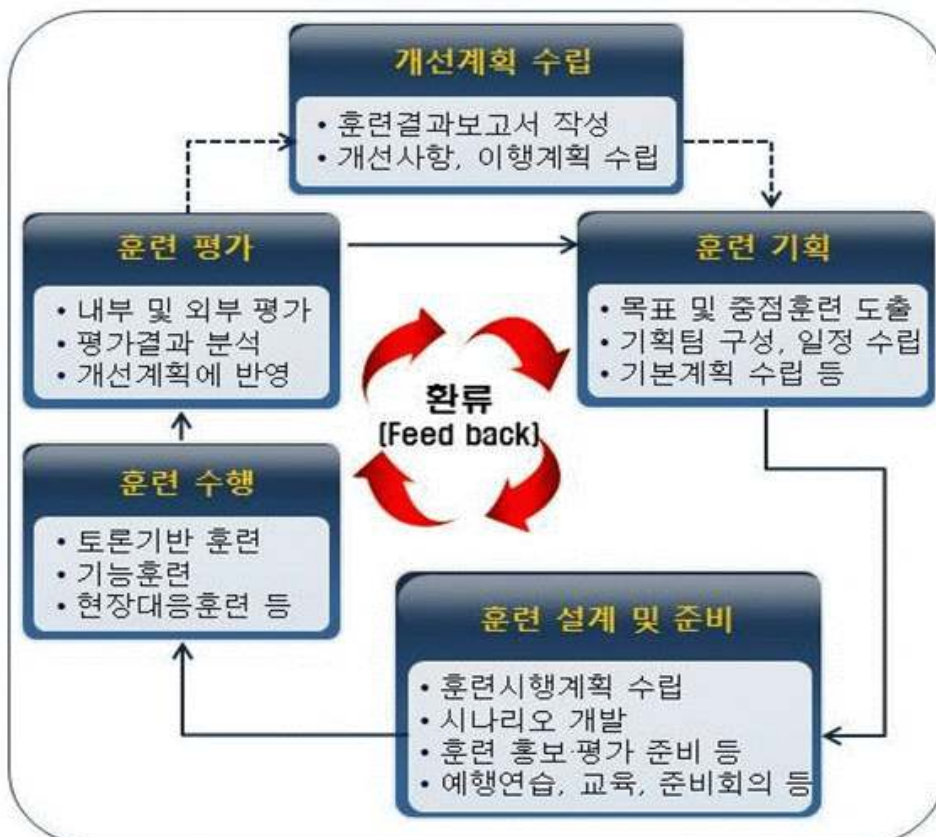 개선계획 수립
• 훈련결과보고서 작성
• 개선사항, 이행계획 수립
훈련 평가
• 내부 및 외부 평가
• 평가결과 분석
• 개선계획에 반영
훈련 기획
• 목표 및 중점훈련 도출
• 기획팀 구성, 일정 수립
• 기본계획 수립 등
환류
(Feed back)
훈련 수행
• 토론기반 훈련
• 기능훈련
• 현장대응훈련 등
훈련 설계 및 준비
• 훈련시행계획 수립
• 시나리오 개발
• 훈련 홍보·평가 준비 등
• 예행연습, 교육, 준비회의 등